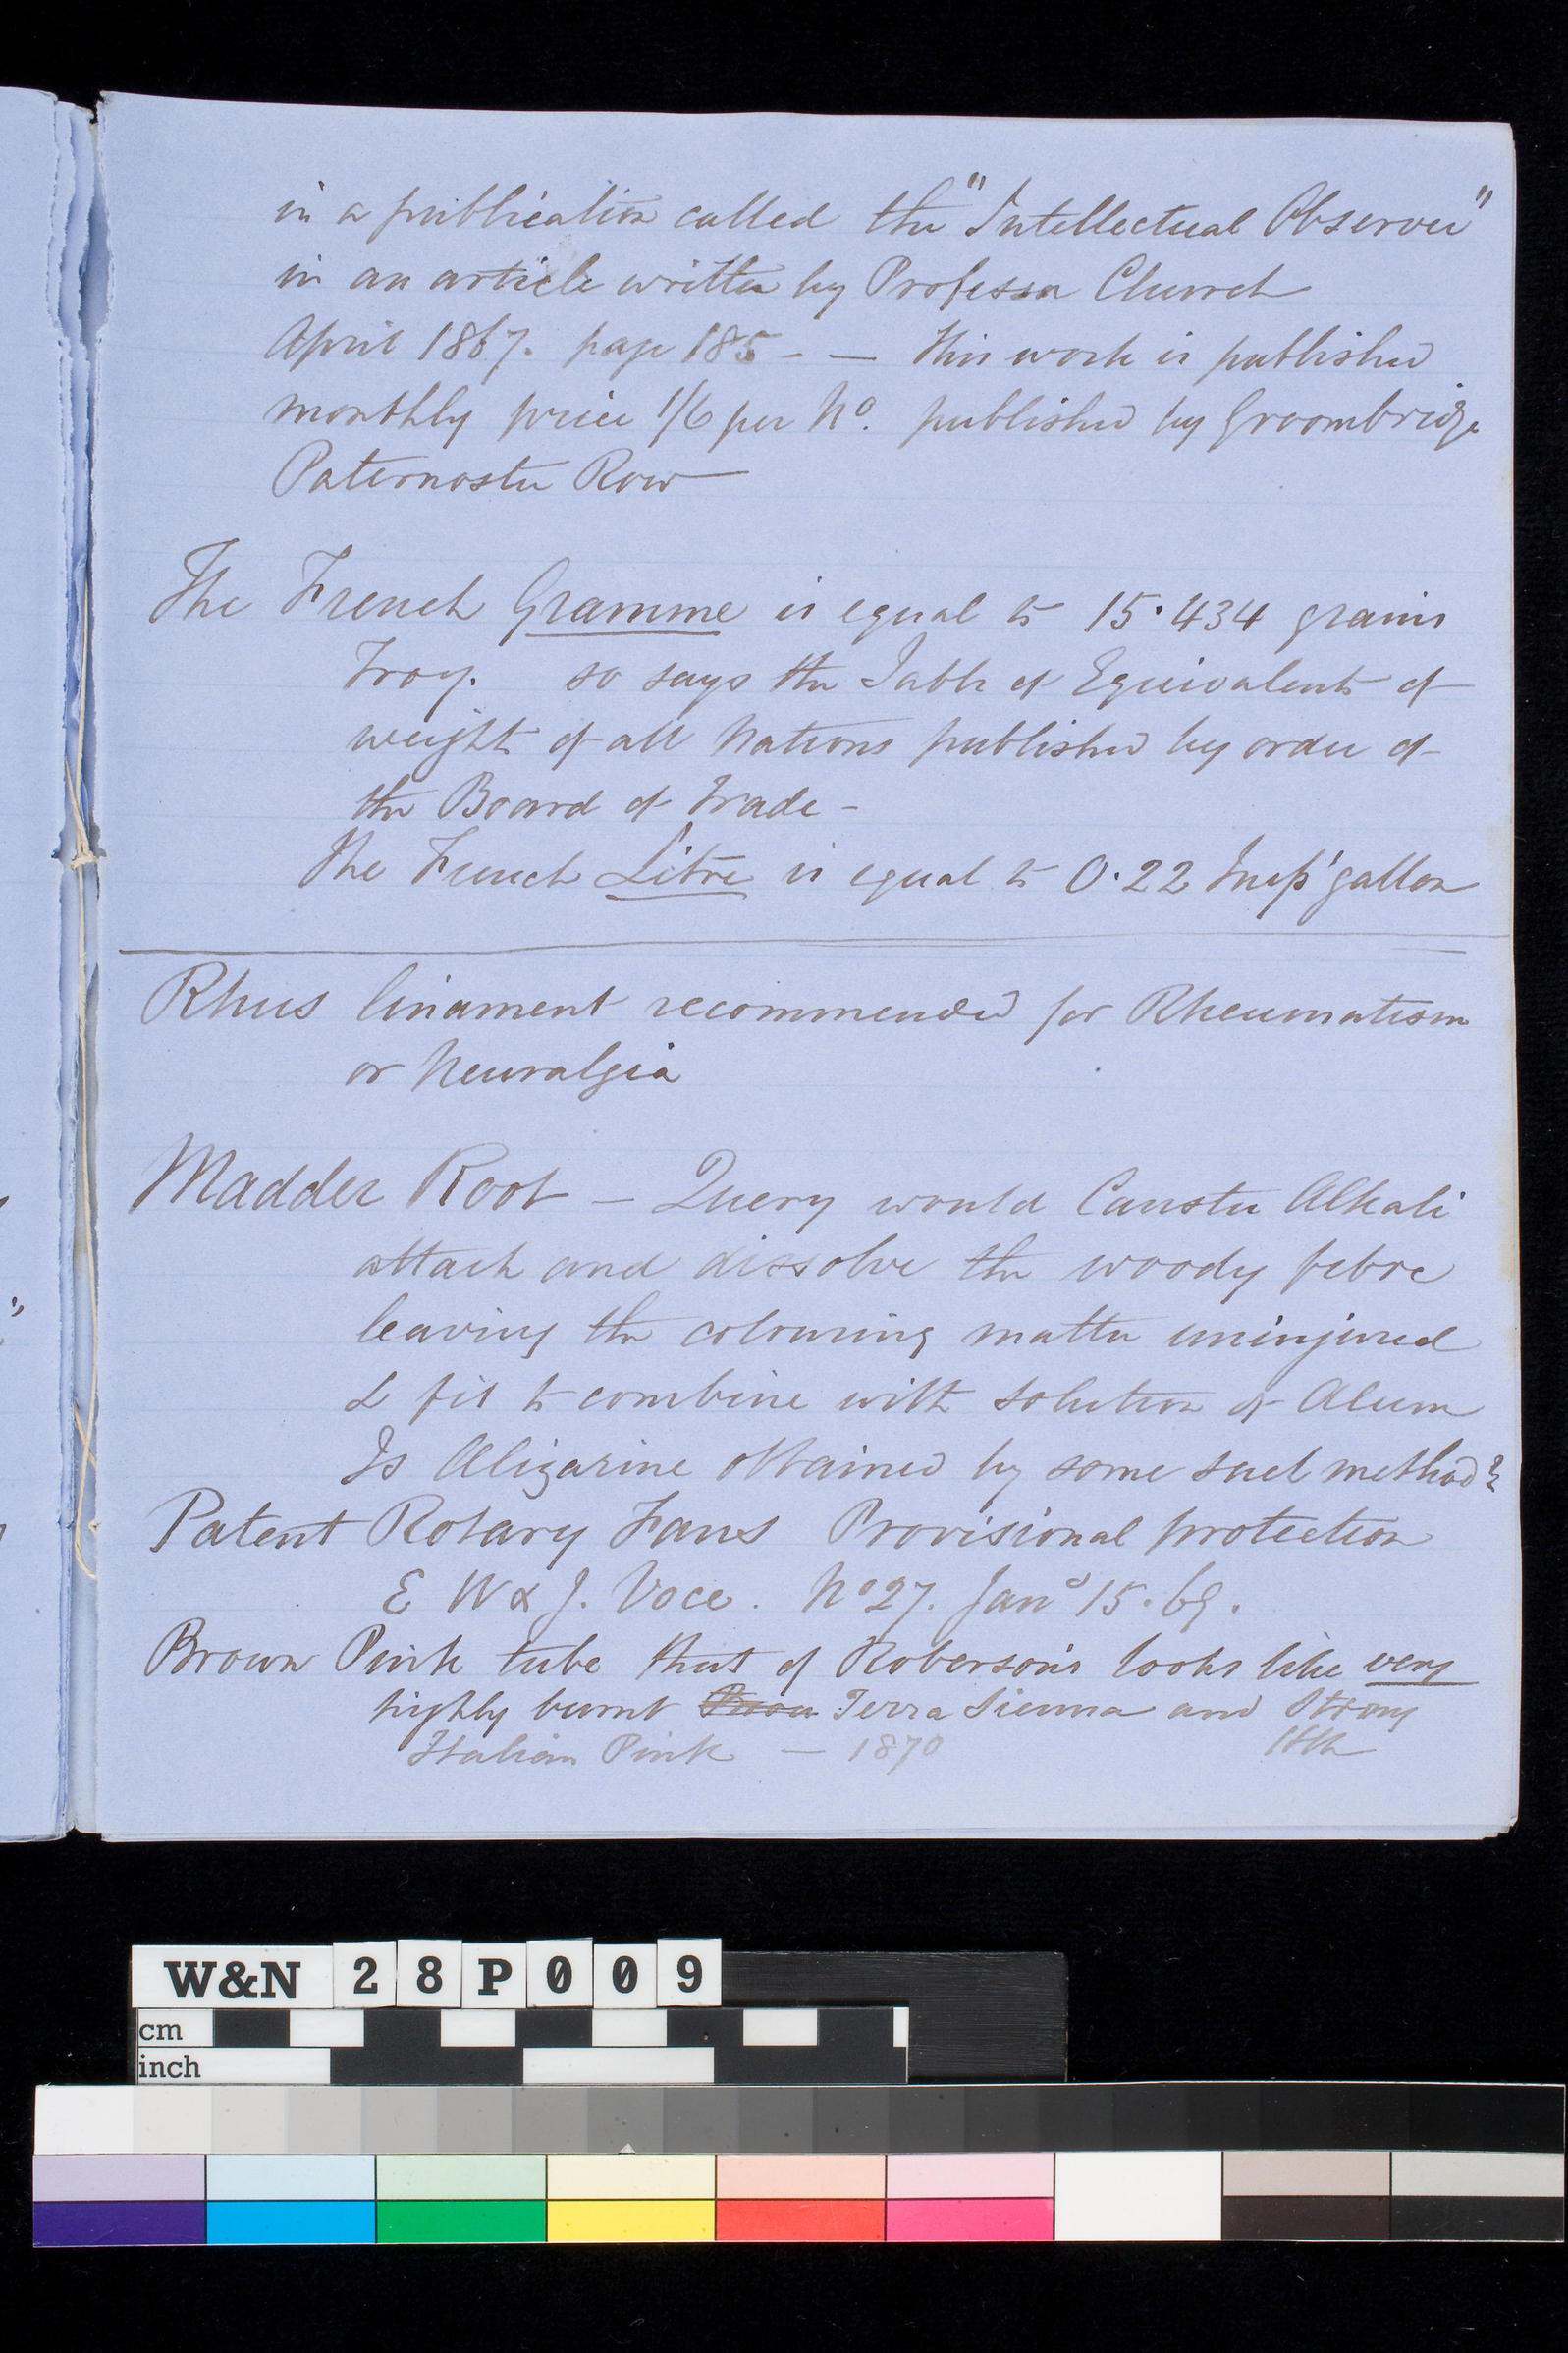 in a publication called the "Intellectual Observer"
in an article written by Professor Church
April 1867. page 185 - — this work is published
monthly price 1/6 per No. published by Groombridge
Paternoster Row
The French Gramme is equal to 15.434 grains
Troy. so says the Table of Equivalents of
weight of all Nations published by order of
the Board of Trade -
The French Litre is equal to 0.22 Imp' gallon
Rhus linament recommended for Rheumatism
or Neuralgia
Madder Root — Query would Caustic Alkali
attack and dissolve the woody fibre
leaving the colouring matter uninjured
& fit to combine with solution of Alum
Is Alizarine obtained by some such method?
Patent Rotary Fans Provisional protection
E W & J. Voce. No 27. Jany 15.69.
Brown Pink tube that of Roberson's looks like very
highly burnt Terra Sienna and Strong
Italian Pink — 1870
W&N 28P009
cm
inch